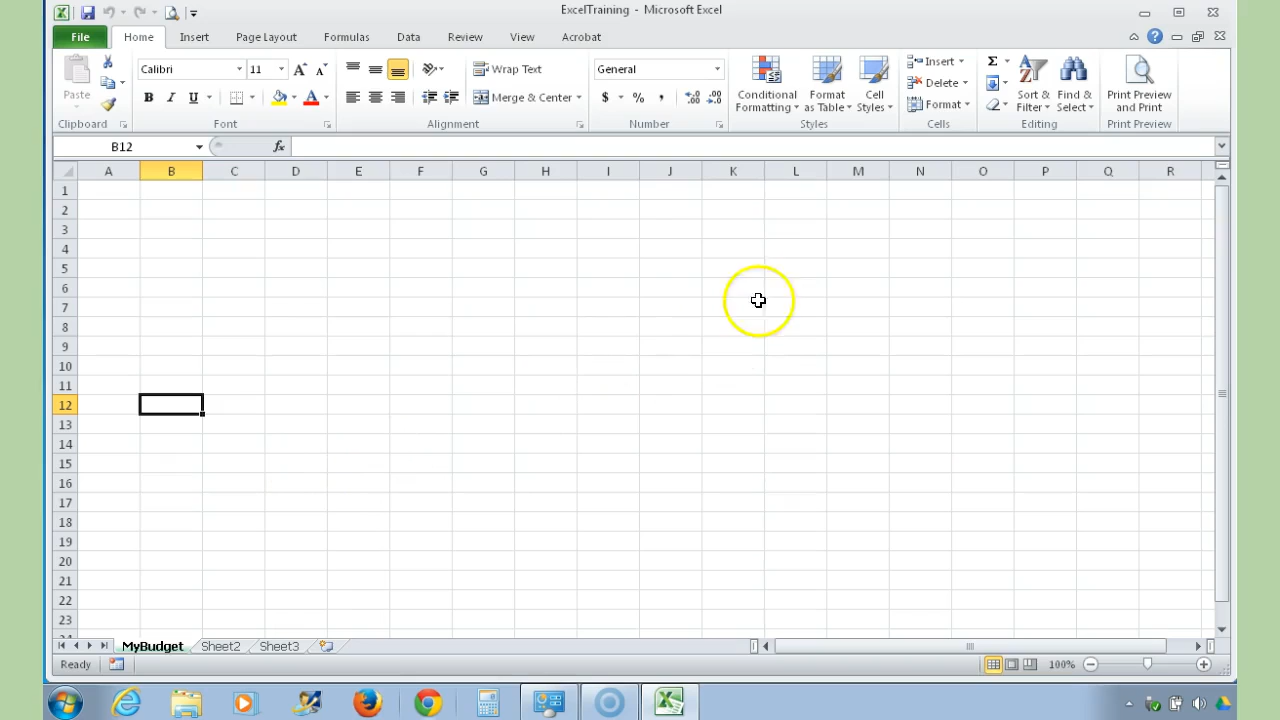 ExcelTraining - Microsoft Excel
File Home Insert Page Layout Formulas Data Review View Acrobat
Paste
Clipboard
Calibri 11
B I U
Font
Wrap Text
Merge & Center
Alignment
General
$ % ,
Number
Conditional Formatting
Format as Table
Cell Styles
Styles
Insert
Delete
Format
Cells
Sort & Filter
Find & Select
Editing
Print Preview and Print
Print Preview
B12 fx
A B C D E F G H I J K L M N O P Q R
1
2
3
4
5
6
7
8
9
10
11
12
13
14
15
16
17
18
19
20
21
22
23
MyBudget Sheet2 Sheet3
Ready 100%